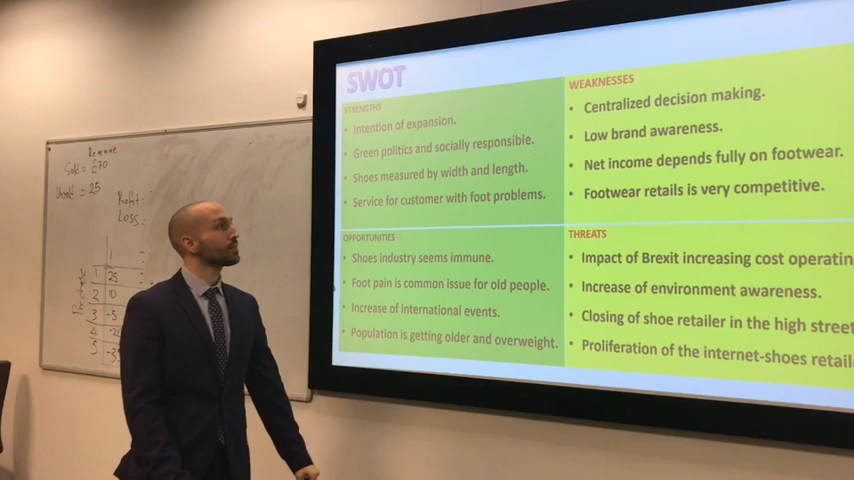 Revenue
Sold = £70
Unsold = 25
Profit:
Loss:
1
1 25
2 10
3 -5
4
5
SWOT
STRENGTHS
• Intention of expansion.
• Green politics and socially responsible.
• Shoes measured by width and length.
• Service for customer with foot problems.
WEAKNESSES
• Centralized decision making.
• Low brand awareness.
• Net income depends fully on footwear.
• Footwear retails is very competitive.
OPPORTUNITIES
• Shoes industry seems immune.
• Foot pain is common issue for old people.
• Increase of international events.
• Population is getting older and overweight.
THREATS
• Impact of Brexit increasing cost operatin
• Increase of environment awareness.
• Closing of shoe retailer in the high street
• Proliferation of the internet-shoes retail